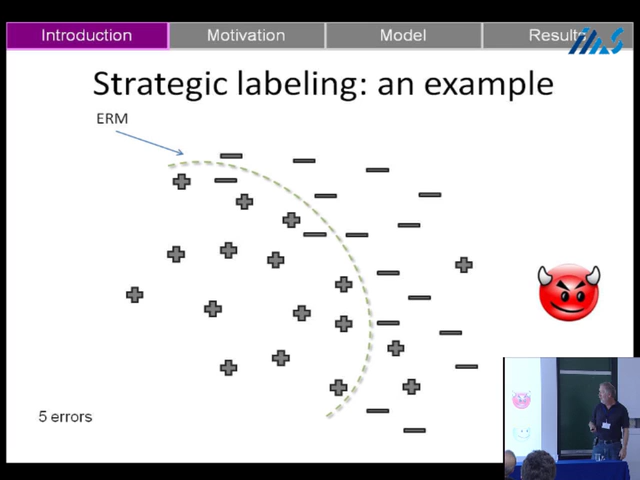 Introduction
Motivation
Model
Results
Strategic labeling: an example
ERM
5 errors